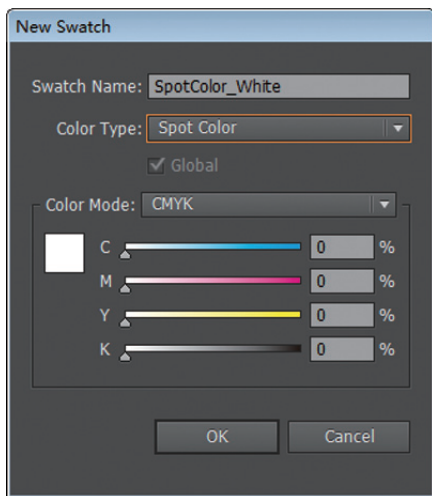 New Swatch
Swatch Name: SpotColor_White
Color Type: Spot Color
Global
Color Mode: CMYK
C 0 %
M 0 %
Y 0 %
K 0 %
OK Cancel